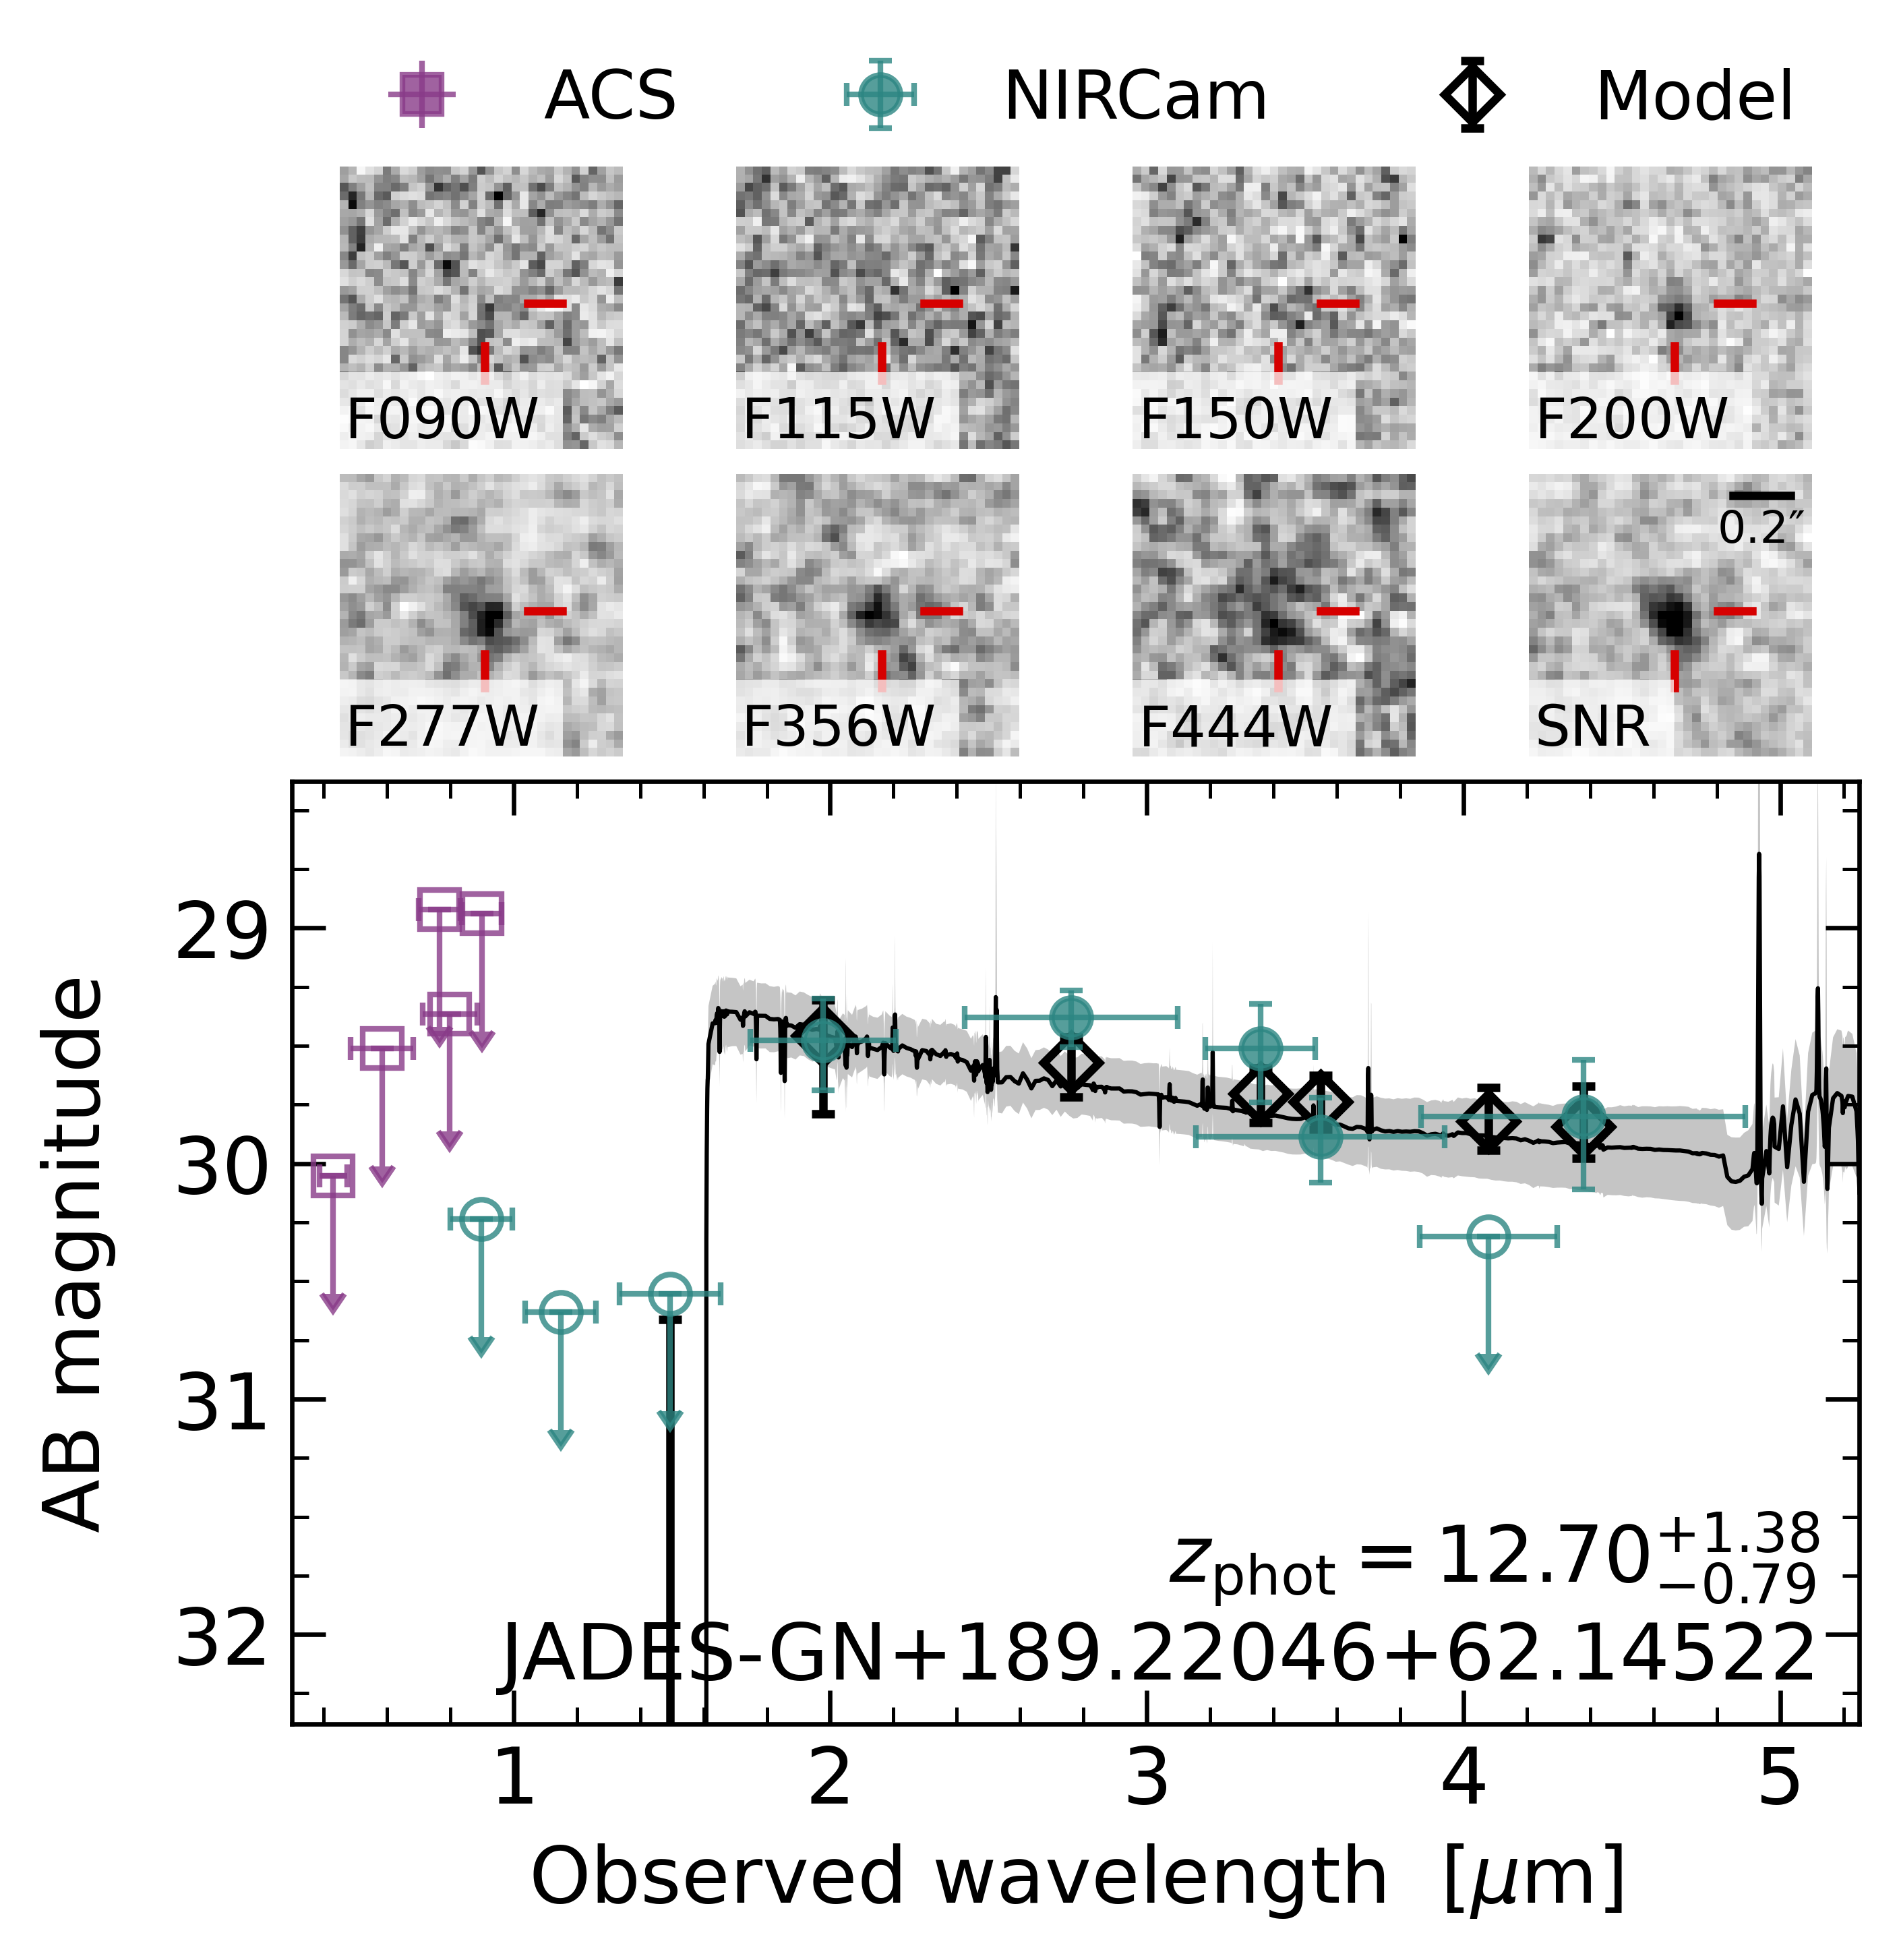 ACS NIRCam Model
F090W F115W F150W F200W
0.2″
F277W F356W F444W SNR
29
30
31
32
AB magnitude
z_phot = 12.70 +1.38 −0.79
JADES-GN+189.22046+62.14522
1 2 3 4 5
Observed wavelength [μm]